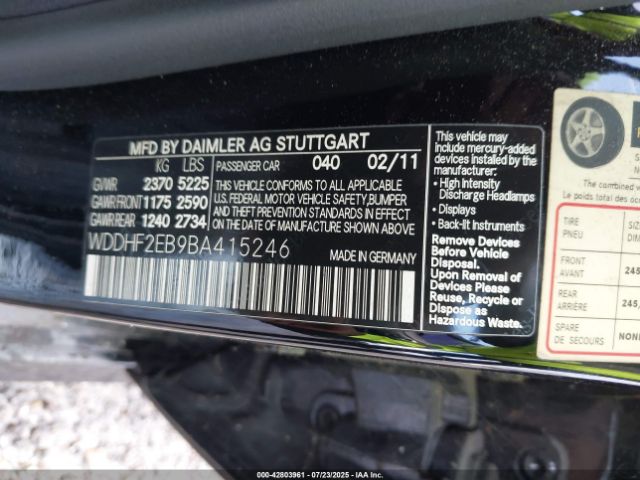 MFD BY DAIMLER AG STUTTGART
KG LBS
PASSENGER CAR 040 02/11
GVWR 2370 5225
GAWR FRONT 1175 2590
GAWR REAR 1240 2734
THIS VEHICLE CONFORMS TO ALL APPLICABLE
U.S. FEDERAL MOTOR VEHICLE SAFETY, BUMPER
AND THEFT PREVENTION STANDARDS IN EFFECT
ON THE DATE OF MANUFACTURE SHOWN ABOVE.
WDDHF2EB9BA415246
MADE IN GERMANY
This vehicle may
include mercury-added
devices installed by the
manufacturer:
• High Intensity
Discharge Headlamps
• Displays
• Back-lit Instruments
Remove Devices
Before Vehicle
Disposal.
Upon Removal of
Devices Please
Reuse, Recycle or
Dispose as
Hazardous Waste.
TIRE
PNEU
FRONT
AVANT
245
REAR
ARRIÈRE
245
SPARE
DE SECOURS
000-42803961 - 07/23/2025 - IAAI.COM